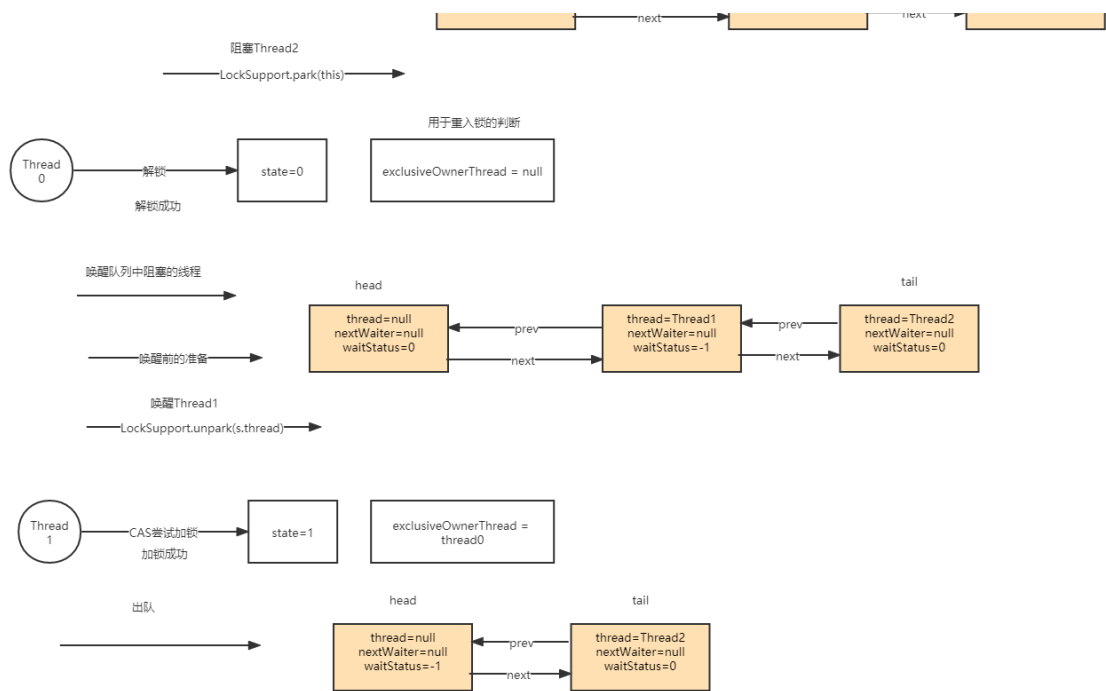 next
next
阻塞Thread2
LockSupport.park(this)
用于重入锁的判断
Thread
0
解锁
state=0
exclusiveOwnerThread = null
解锁成功
唤醒队列中阻塞的线程
head
tail
thread=null
nextWaiter=null
waitStatus=0
prev
next
thread=Thread1
nextWaiter=null
waitStatus=-1
prev
next
thread=Thread2
nextWaiter=null
waitStatus=0
唤醒前的准备
唤醒Thread1
LockSupport.unpark(s.thread)
Thread
1
CAS尝试加锁
加锁成功
state=1
exclusiveOwnerThread =
thread0
出队
head
tail
thread=null
nextWaiter=null
waitStatus=-1
prev
next
thread=Thread2
nextWaiter=null
waitStatus=0